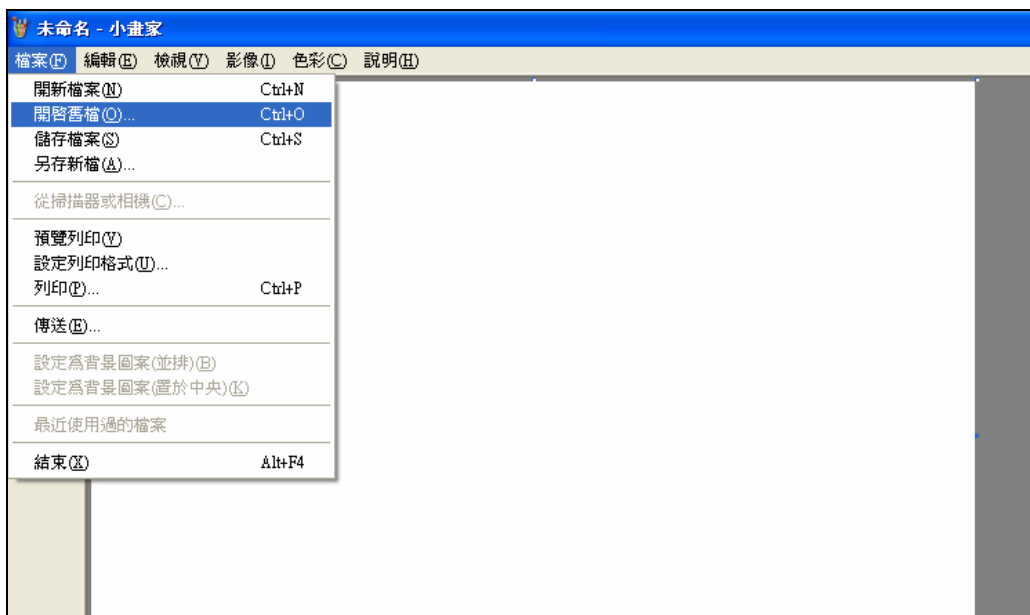 未命名 - 小畫家
檔案(F) 編輯(E) 檢視(V) 影像(I) 色彩(C) 說明(H)
開新檔案(N) Ctrl+N
開啓舊檔(O)... Ctrl+O
儲存檔案(S) Ctrl+S
另存新檔(A)...
從掃描器或相機(C)...
預覽列印(V)
設定列印格式(U)...
列印(P)... Ctrl+P
傳送(E)...
設定爲背景圖案(並排)(B)
設定爲背景圖案(置於中央)(K)
最近使用過的檔案
結束(X) Alt+F4